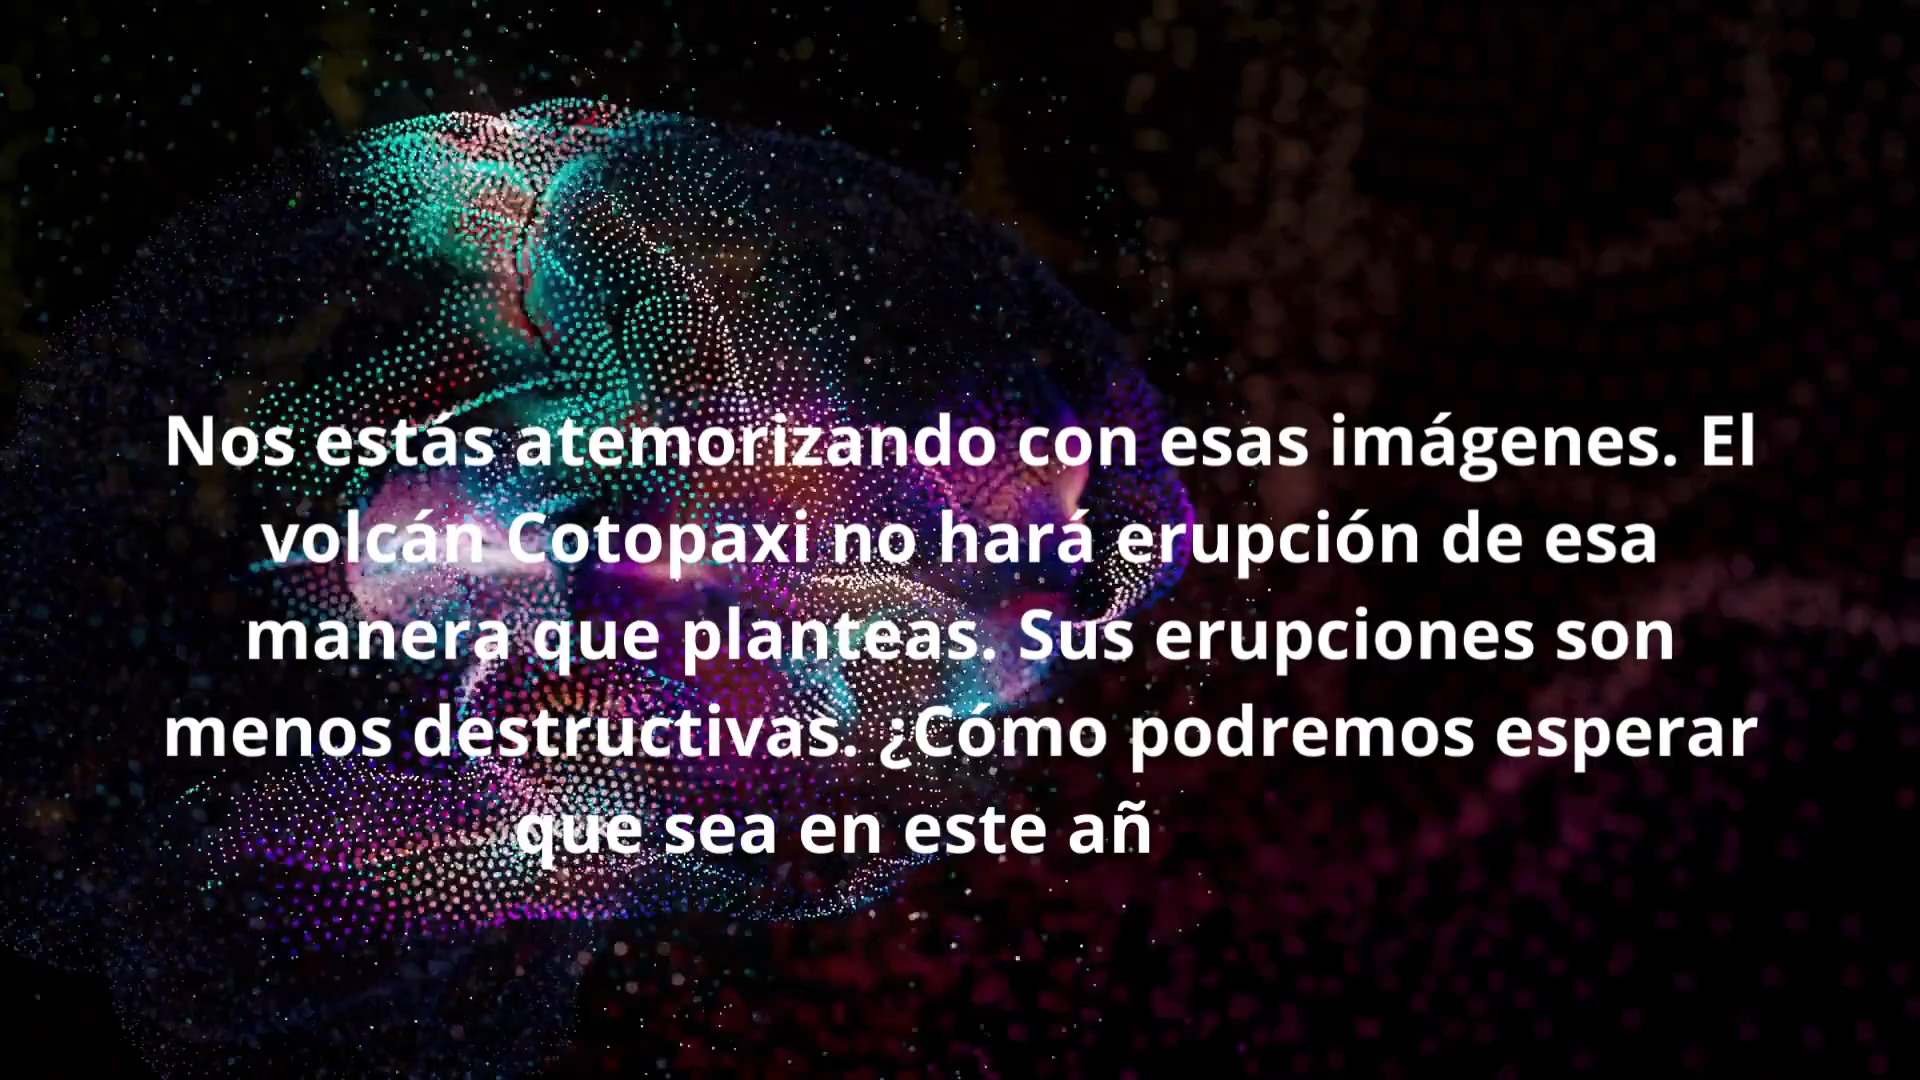 Nos estás atemorizando con esas imágenes. El
volcán Cotopaxi no hará erupción de esa
manera que planteas. Sus erupciones son
menos destructivas. ¿Cómo podremos esperar
que sea en este añ